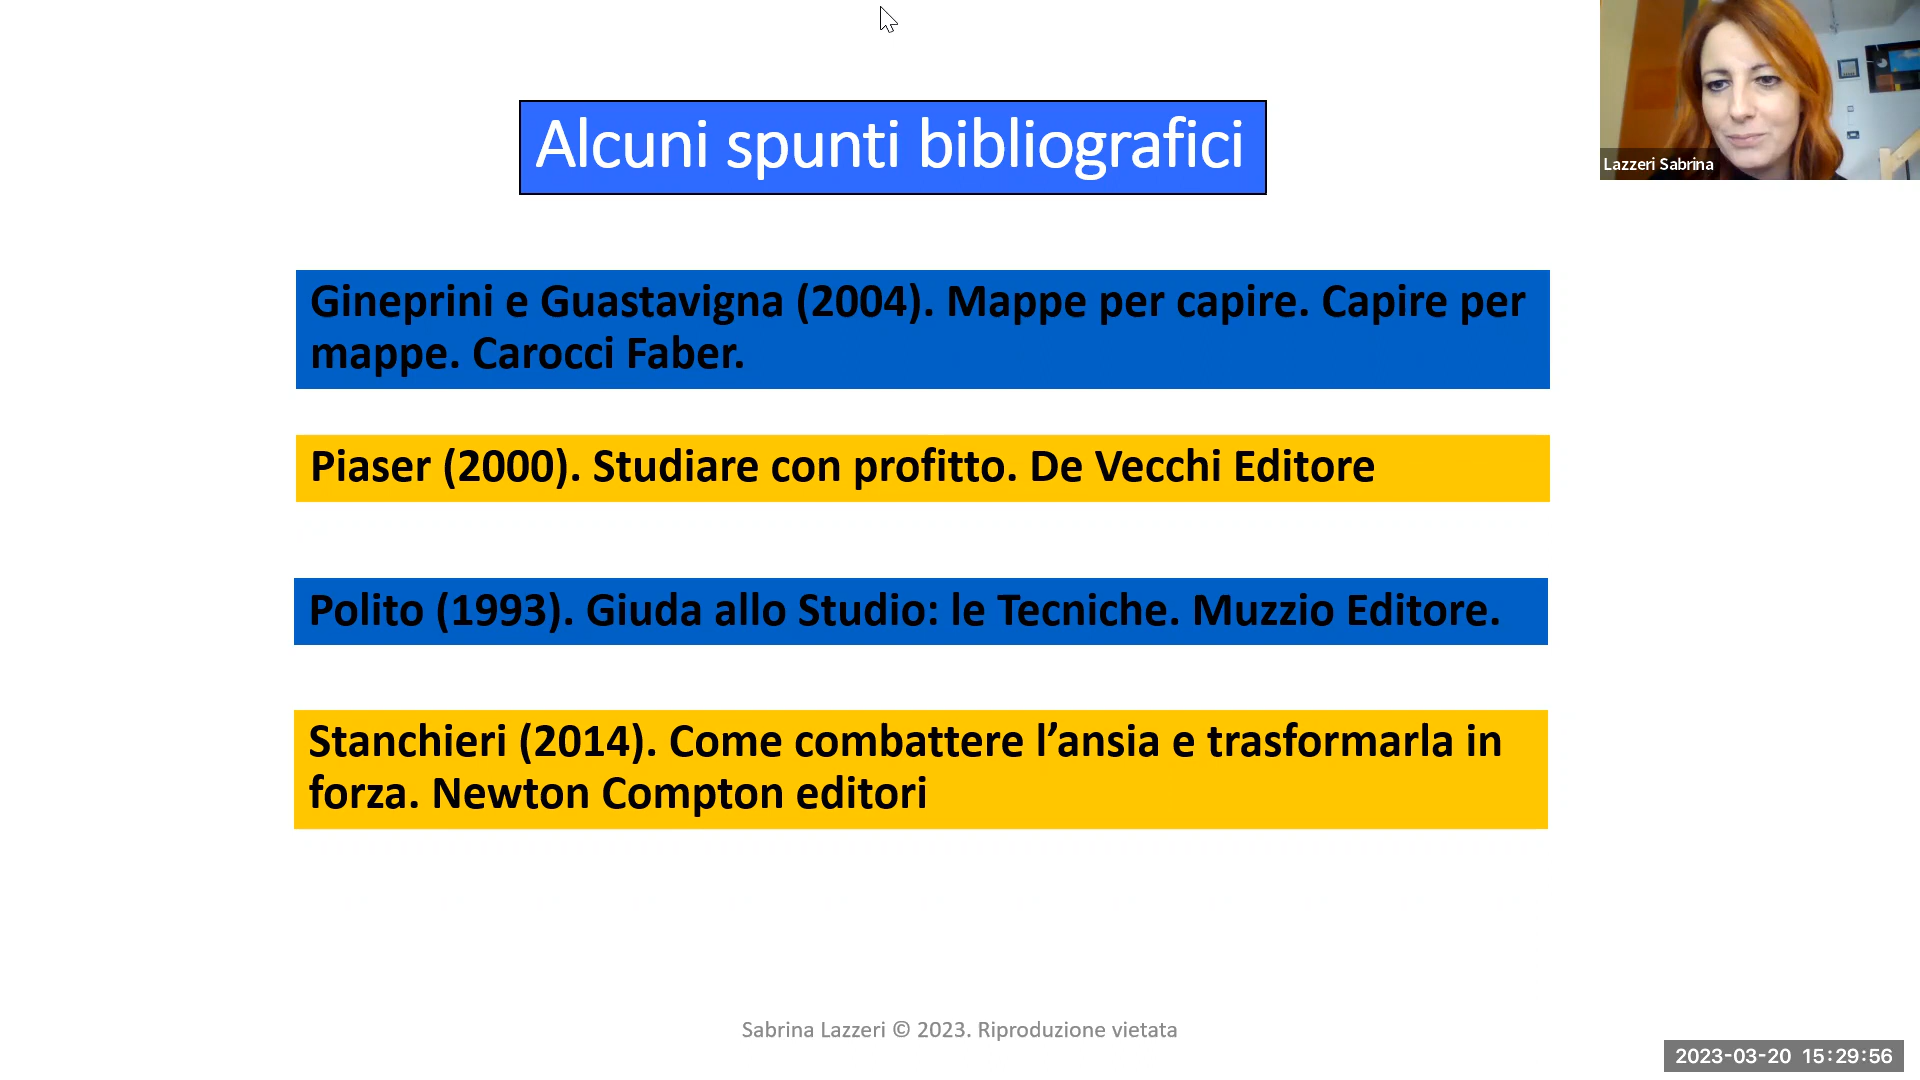 Alcuni spunti bibliografici
Lazzeri Sabrina
Gineprini e Guastavigna (2004). Mappe per capire. Capire per
mappe. Carocci Faber.
Piaser (2000). Studiare con profitto. De Vecchi Editore
Polito (1993). Giuda allo Studio: le Tecniche. Muzzio Editore.
Stanchieri (2014). Come combattere l’ansia e trasformarla in
forza. Newton Compton editori
Sabrina Lazzeri © 2023. Riproduzione vietata
2023-03-20 15:29:56